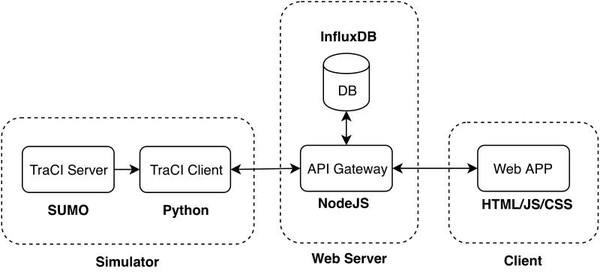 InfluxDB
DB
TraCI Server
TraCI Client
API Gateway
Web APP
SUMO
Python
NodeJS
HTML/JS/CSS
Simulator
Web Server
Client